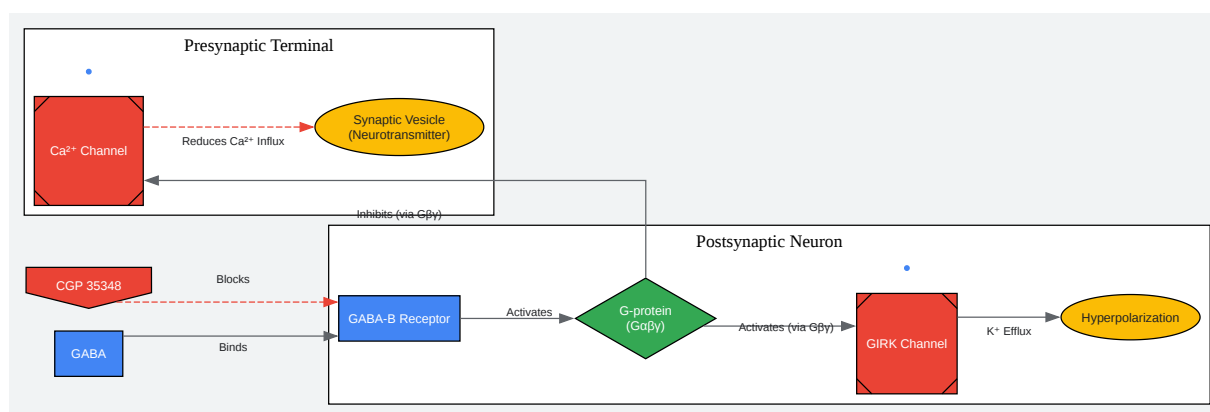 Presynaptic Terminal
Ca²⁺ Channel
Reduces Ca²⁺ Influx
Synaptic Vesicle
(Neurotransmitter)
Inhibits (via Gβγ)
Postsynaptic Neuron
CGP 35348
Blocks
GABA
Binds
GABA-B Receptor
Activates
G-protein
(Gαβγ)
Activates (via Gβγ)
GIRK Channel
K⁺ Efflux
Hyperpolarization